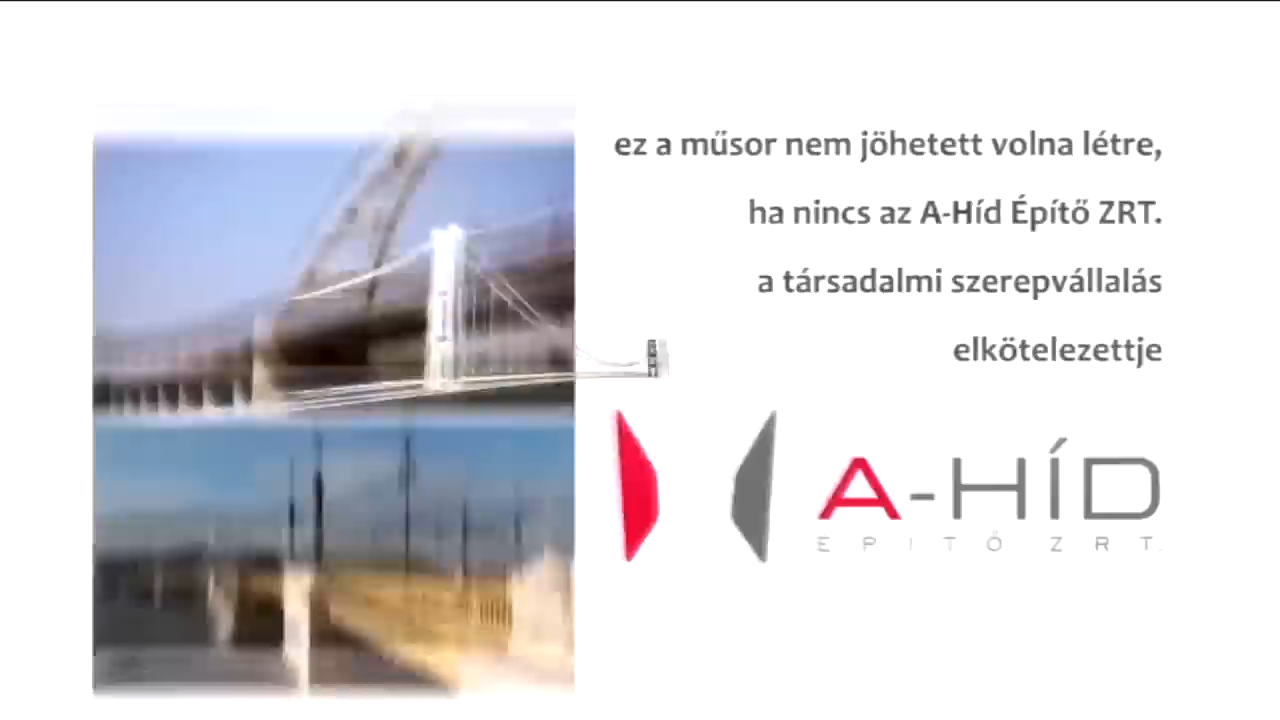 ez a műsor nem jöhetett volna létre,
ha nincs az A-Híd Építő ZRT.
a társadalmi szerepvállalás
elkötelezettje
A-HÍD
ÉPÍTŐ ZRT.